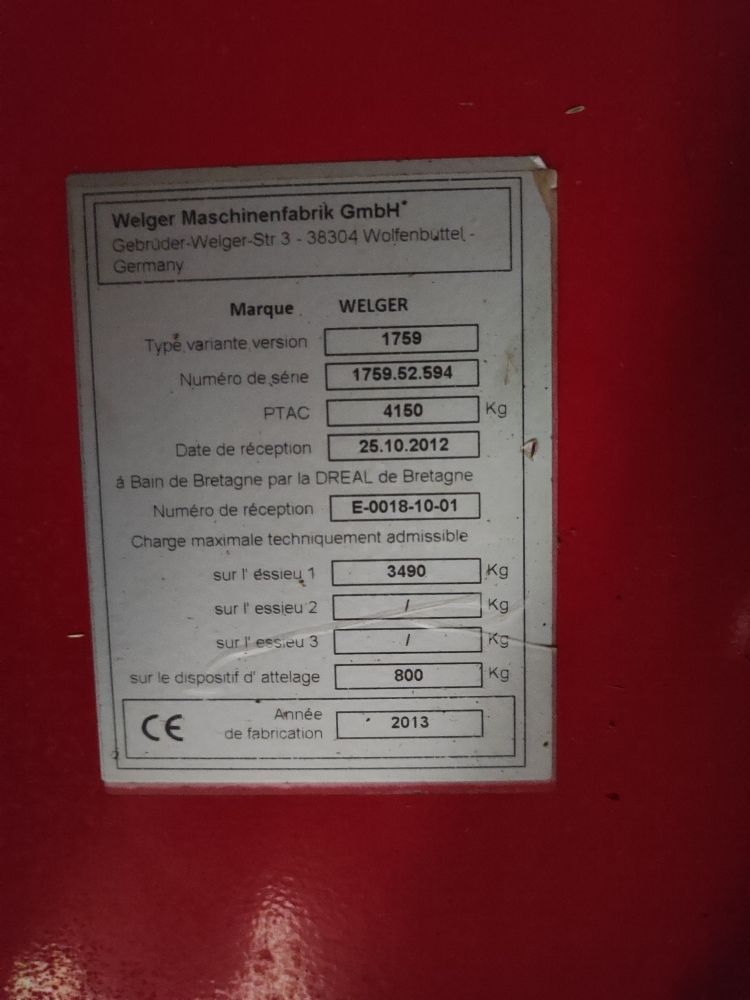 Welger Maschinenfabrik GmbH*
Gebrüder-Welger-Str 3 - 38304 Wolfenbüttel -
Germany
Marque WELGER
Type, variante, version 1759
Numéro de série 1759.52.594
PTAC 4150 Kg
Date de réception 25.10.2012
á Bain de Bretagne par la DREAL de Bretagne
Numéro de réception E-0018-10-01
Charge maximale techniquement admissible
sur l' essieu 1 3490 Kg
sur l' essieu 2 / Kg
sur l' essieu 3 / Kg
sur le dispositif d' attelage 800 Kg
CE Année
de fabrication 2013